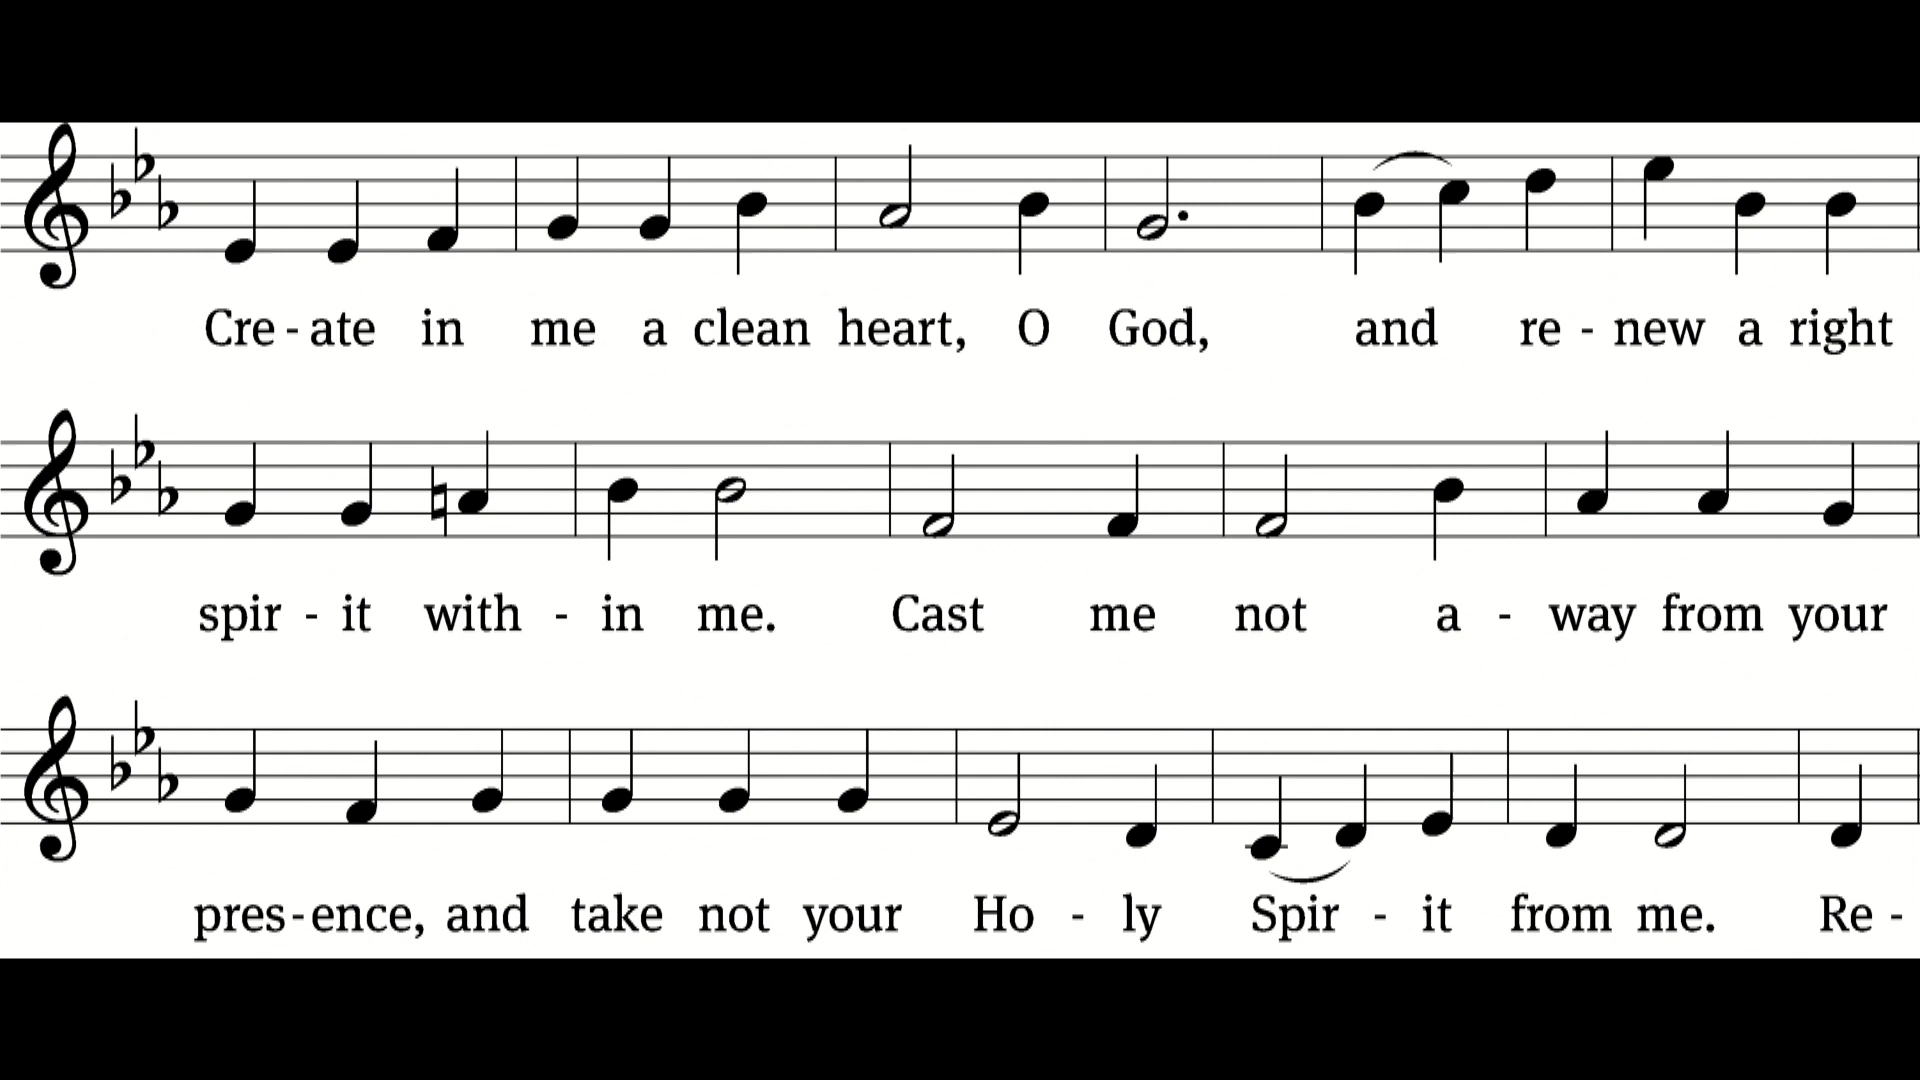 Cre - ate in me a clean heart, O God, and re - new a right
spir - it with - in me. Cast me not a - way from your
pres - ence, and take not your Ho - ly Spir - it from me. Re -